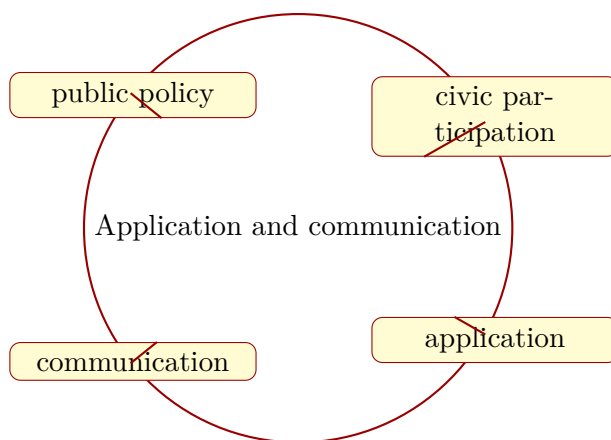 public policy
civic par-
ticipation
Application and communication
application
communication